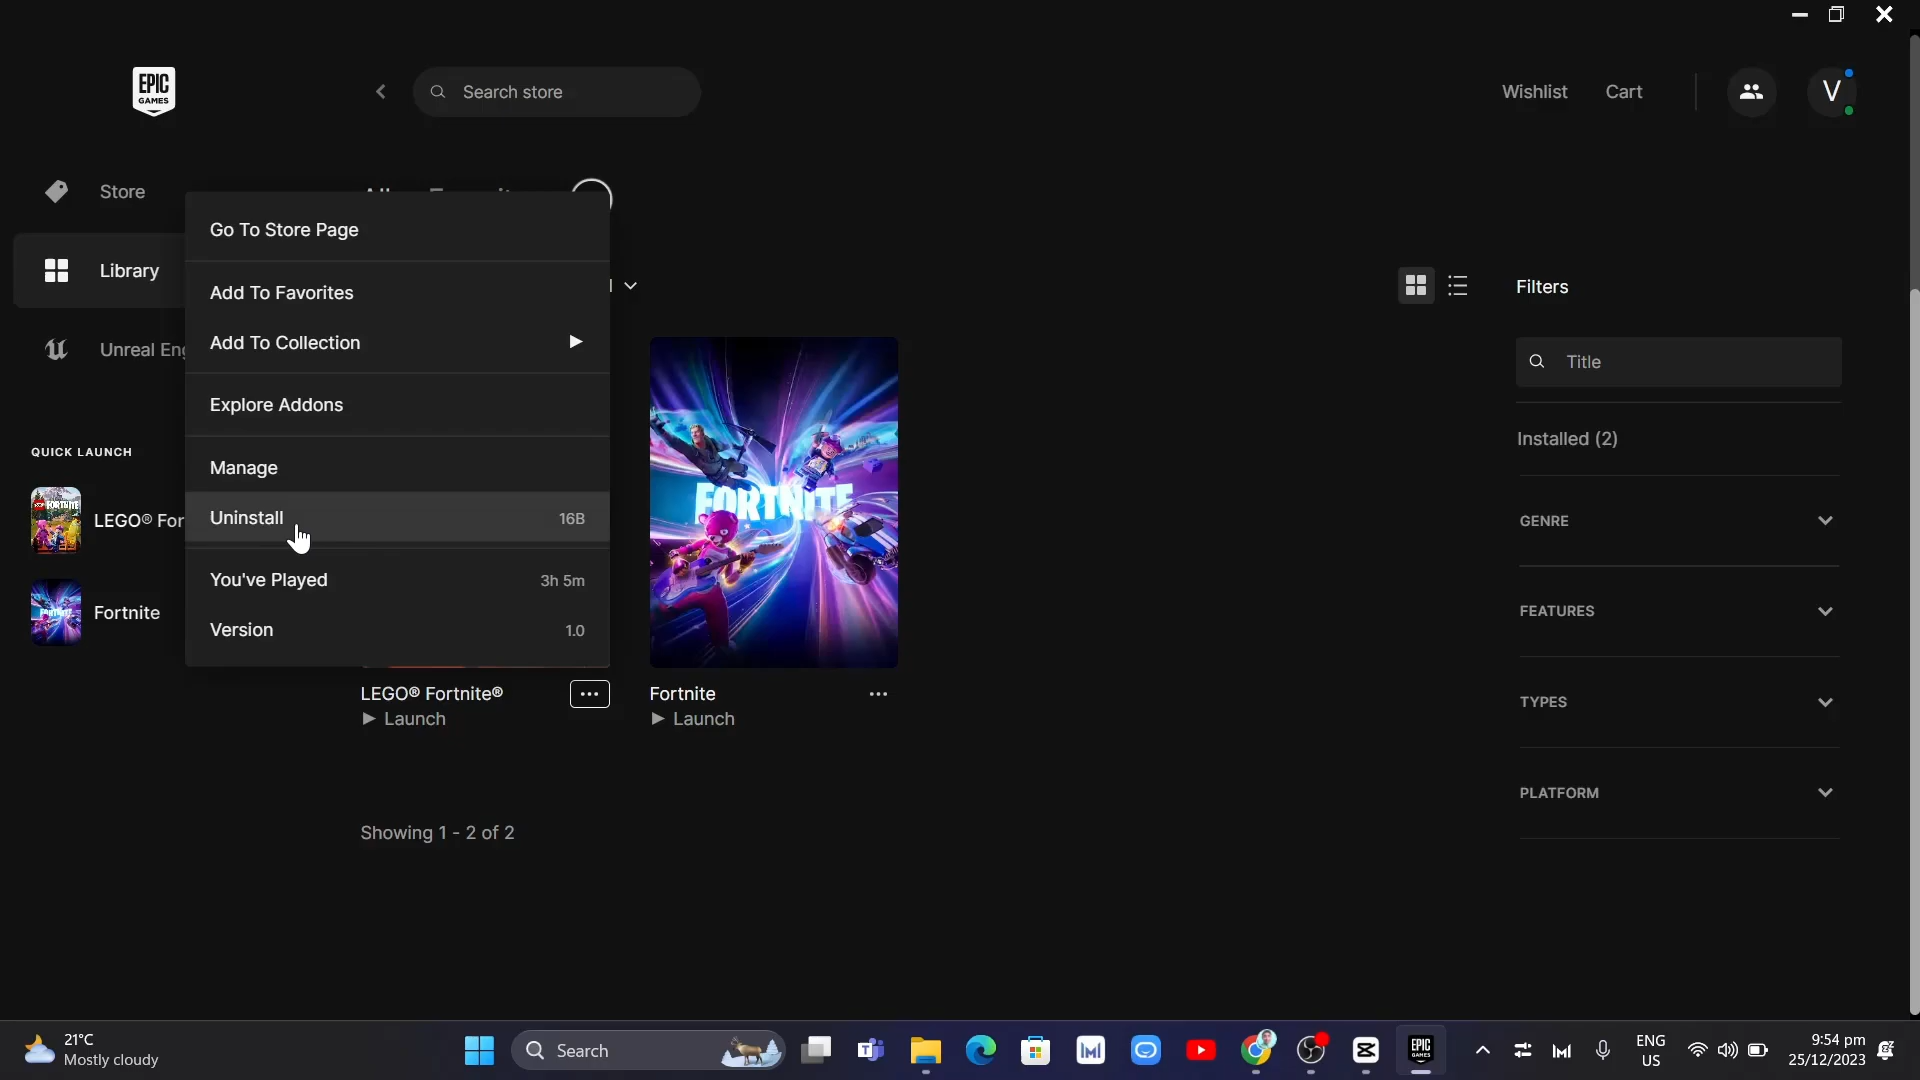 EPIC
GAMES
Search store
Wishlist
Cart
V
Store
Library
Unreal Eng
QUICK LAUNCH
LEGO® For
Fortnite
Go To Store Page
Add To Favorites
Add To Collection
Explore Addons
Manage
Uninstall 16B
You've Played 3h 5m
Version 1.0
FORTNITE
LEGO® Fortnite®
Launch
Fortnite
Launch
Showing 1 - 2 of 2
Filters
Title
Installed (2)
GENRE
FEATURES
TYPES
PLATFORM
21°C
Mostly cloudy
Search
EPIC
GAMES
ENG
US
9:54 pm
25/12/2023